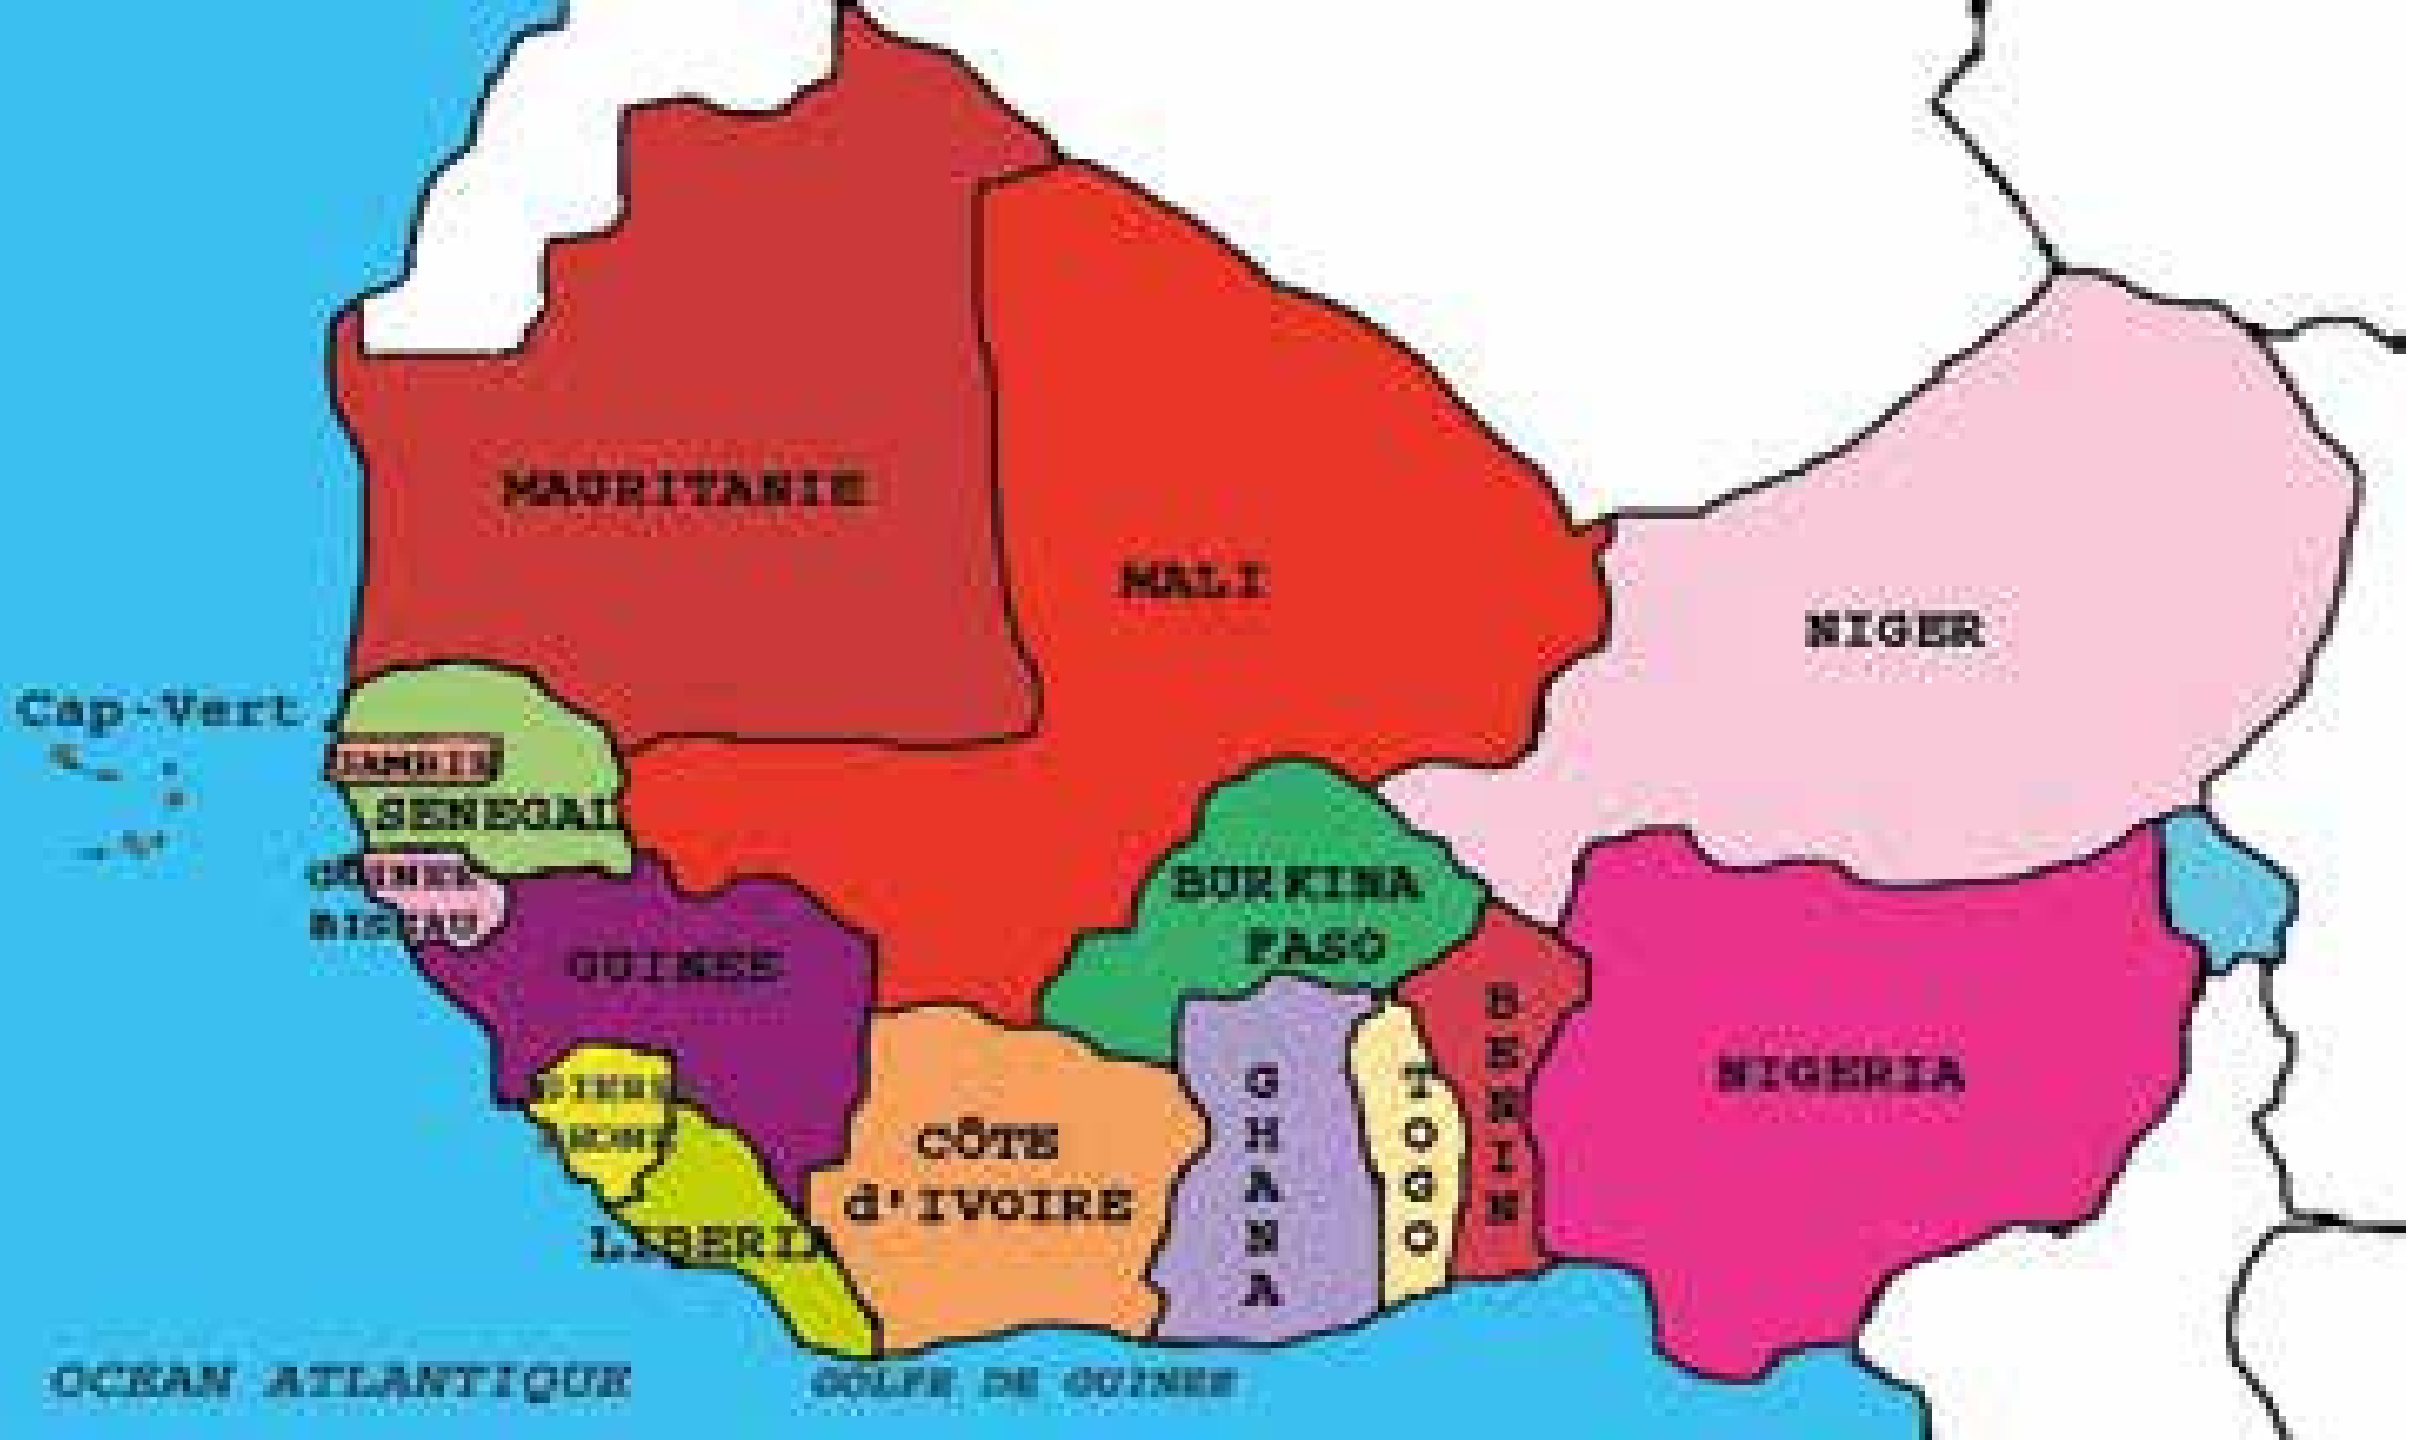 MAURITANIE
MALI
NIGER
Cap-Vert
GAMBIE
SENEGAL
GUINEE
BISSAU
BURKINA
FASO
GUINEE
BENIN
GHANA
TOGO
NIGERIA
SIERRA
LEONE
CÔTE
d'IVOIRE
LIBERIA
OCEAN ATLANTIQUE
GOLFE DE GUINEE